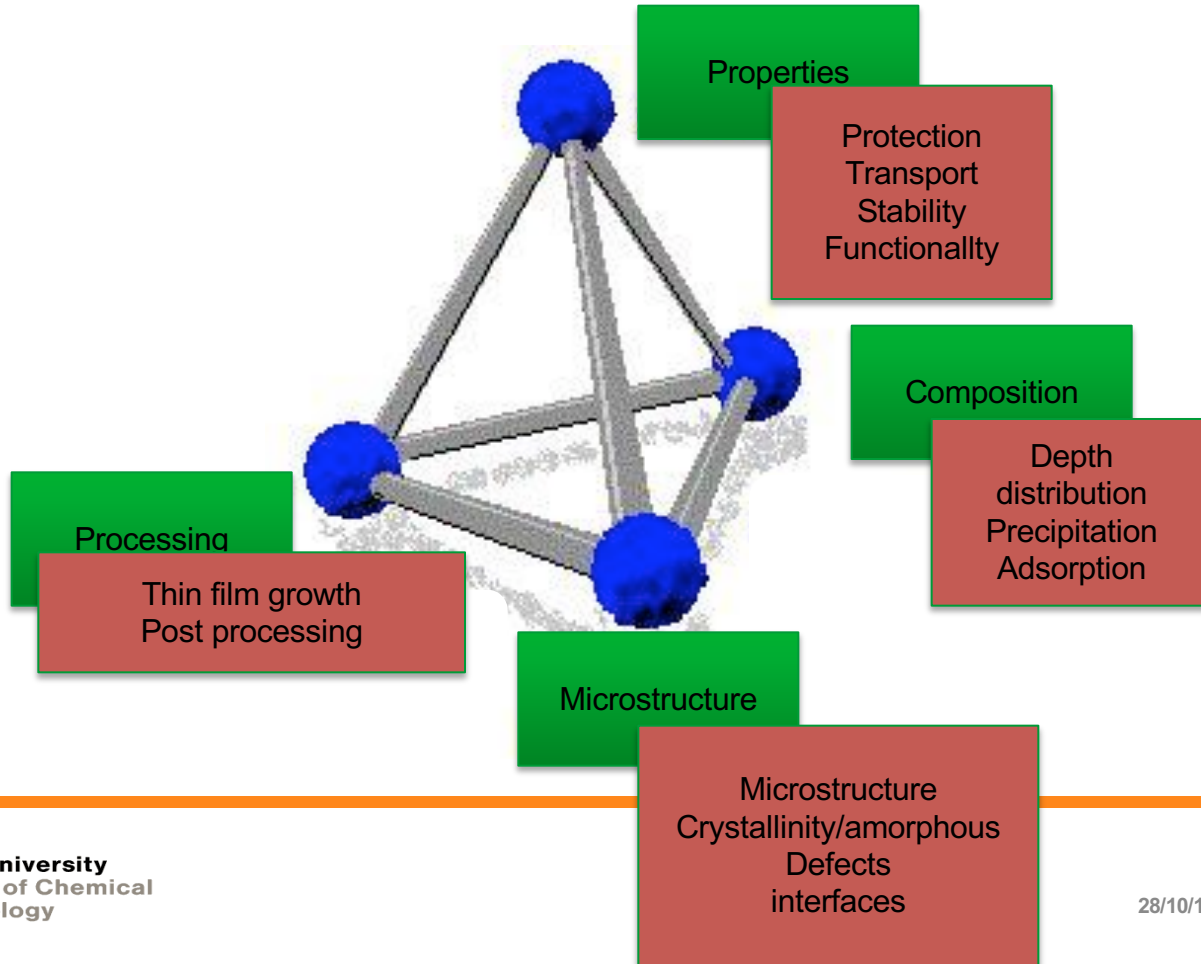 Properties
Protection
Transport
Stability
Functionallty
Composition
Depth
distribution
Precipitation
Adsorption
Processing
Thin film growth
Post processing
Microstructure
Microstructure
Crystallinity/amorphous
Defects
interfaces
niversity
of Chemical
logy
28/10/1